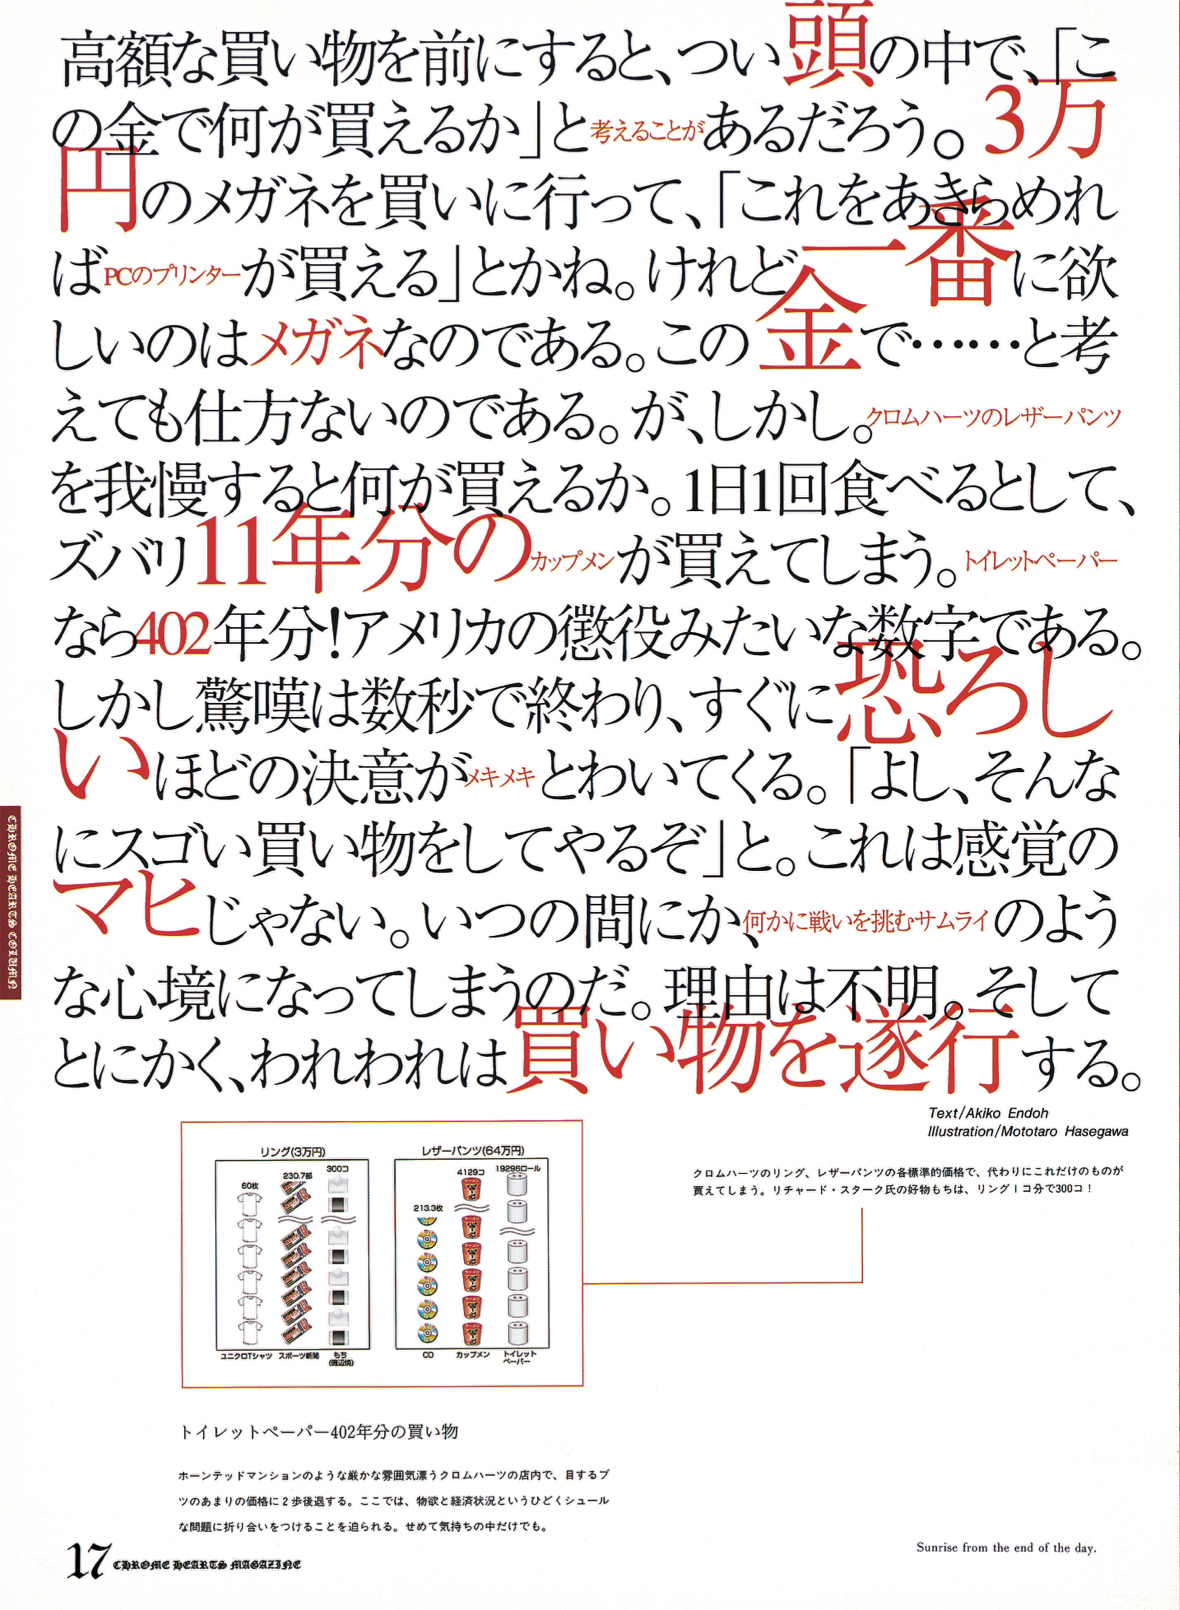 高額な買い物を前にすると、つい頭の中で、「こ
の金で何が買えるか」と考えることがあるだろう。3万
円のメガネを買いに行って、「これをあきらめれ
ばPCのプリンターが買える」とかね。けれど一番に欲
しいのはメガネなのである。この金で……と考
えても仕方ないのである。が、しかし。クロムハーツのレザーパンツ
を我慢すると何が買えるか。1日1回食べるとして、
ズバリ11年分のカップメンが買えてしまう。トイレットペーパー
なら402年分!アメリカの懲役みたいな数字である。
しかし驚嘆は数秒で終わり、すぐに恐ろし
いほどの決意がメキメキとわいてくる。「よし、そんな
にスゴい買い物をしてやるぞ」と。これは感覚の
マヒじゃない。いつの間にか、何かに戦いを挑むサムライのよう
な心境になってしまうのだ。理由は不明。そして
とにかく、われわれは買い物を遂行する。
Text/Akiko Endoh
Illustration/Mototaro Hasegawa
クロムハーツのリング、レザーパンツの各標準的価格で、代わりにこれだけのものが
買えてしまう。リチャード・スターク氏の好物もちは、リング1コ分で300コ!
リング(3万円)
60枚
230.7部
300コ
ユニクロTシャツ
スポーツ新聞
もち
(磯辺焼)
レザーパンツ(64万円)
213.3枚
4129コ
19296ロール
CD
カップメン
トイレット
ペーパー
トイレットペーパー402年分の買い物
ホーンテッドマンションのような厳かな雰囲気漂うクロムハーツの店内で、目するブ
ツのあまりの価格に2歩後退する。ここでは、物欲と経済状況というひどくシュール
な問題に折り合いをつけることを迫られる。せめて気持ちの中だけでも。
CHROME HEARTS COLUMN
17 CHROME HEARTS MAGAZINE
Sunrise from the end of the day.